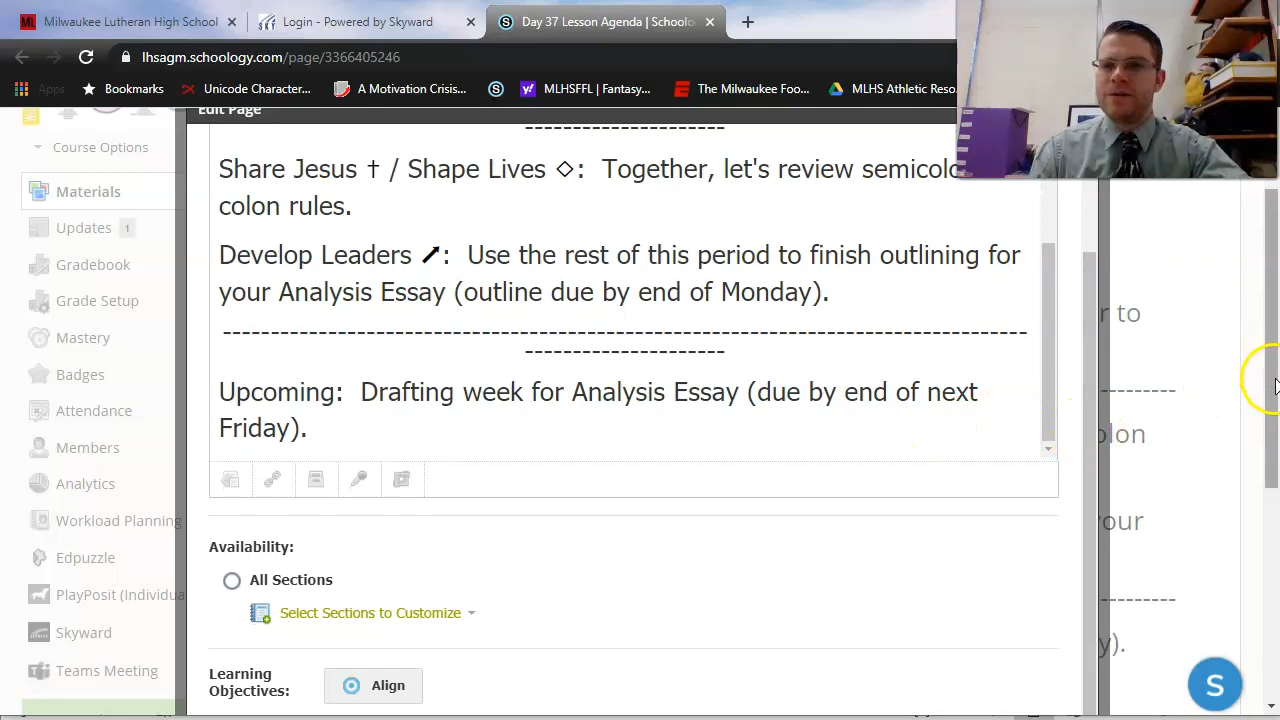 Milwaukee Lutheran High School
Login - Powered by Skyward
Day 37 Lesson Agenda | Schoolo
lhsagm.schoology.com/page/3366405246
Apps
Bookmarks
Unicode Character...
A Motivation Crisis...
MLHSFFL | Fantasy...
The Milwaukee Foo...
MLHS Athletic Reso
Edit Page
Course Options
Materials
Updates 1
Gradebook
Grade Setup
Mastery
Badges
Attendance
Members
Analytics
Workload Planning
Edpuzzle
PlayPosit (Individua
Skyward
Teams Meeting
---------------------
Share Jesus † / Shape Lives ◇: Together, let's review semicolo
colon rules.
Develop Leaders ⬈: Use the rest of this period to finish outlining for
your Analysis Essay (outline due by end of Monday).
------------------------------------------------------------------------------------
---------------------
Upcoming: Drafting week for Analysis Essay (due by end of next
Friday).
Availability:
All Sections
Select Sections to Customize
Learning
Objectives:
Align
r to
olon
your
y).
S